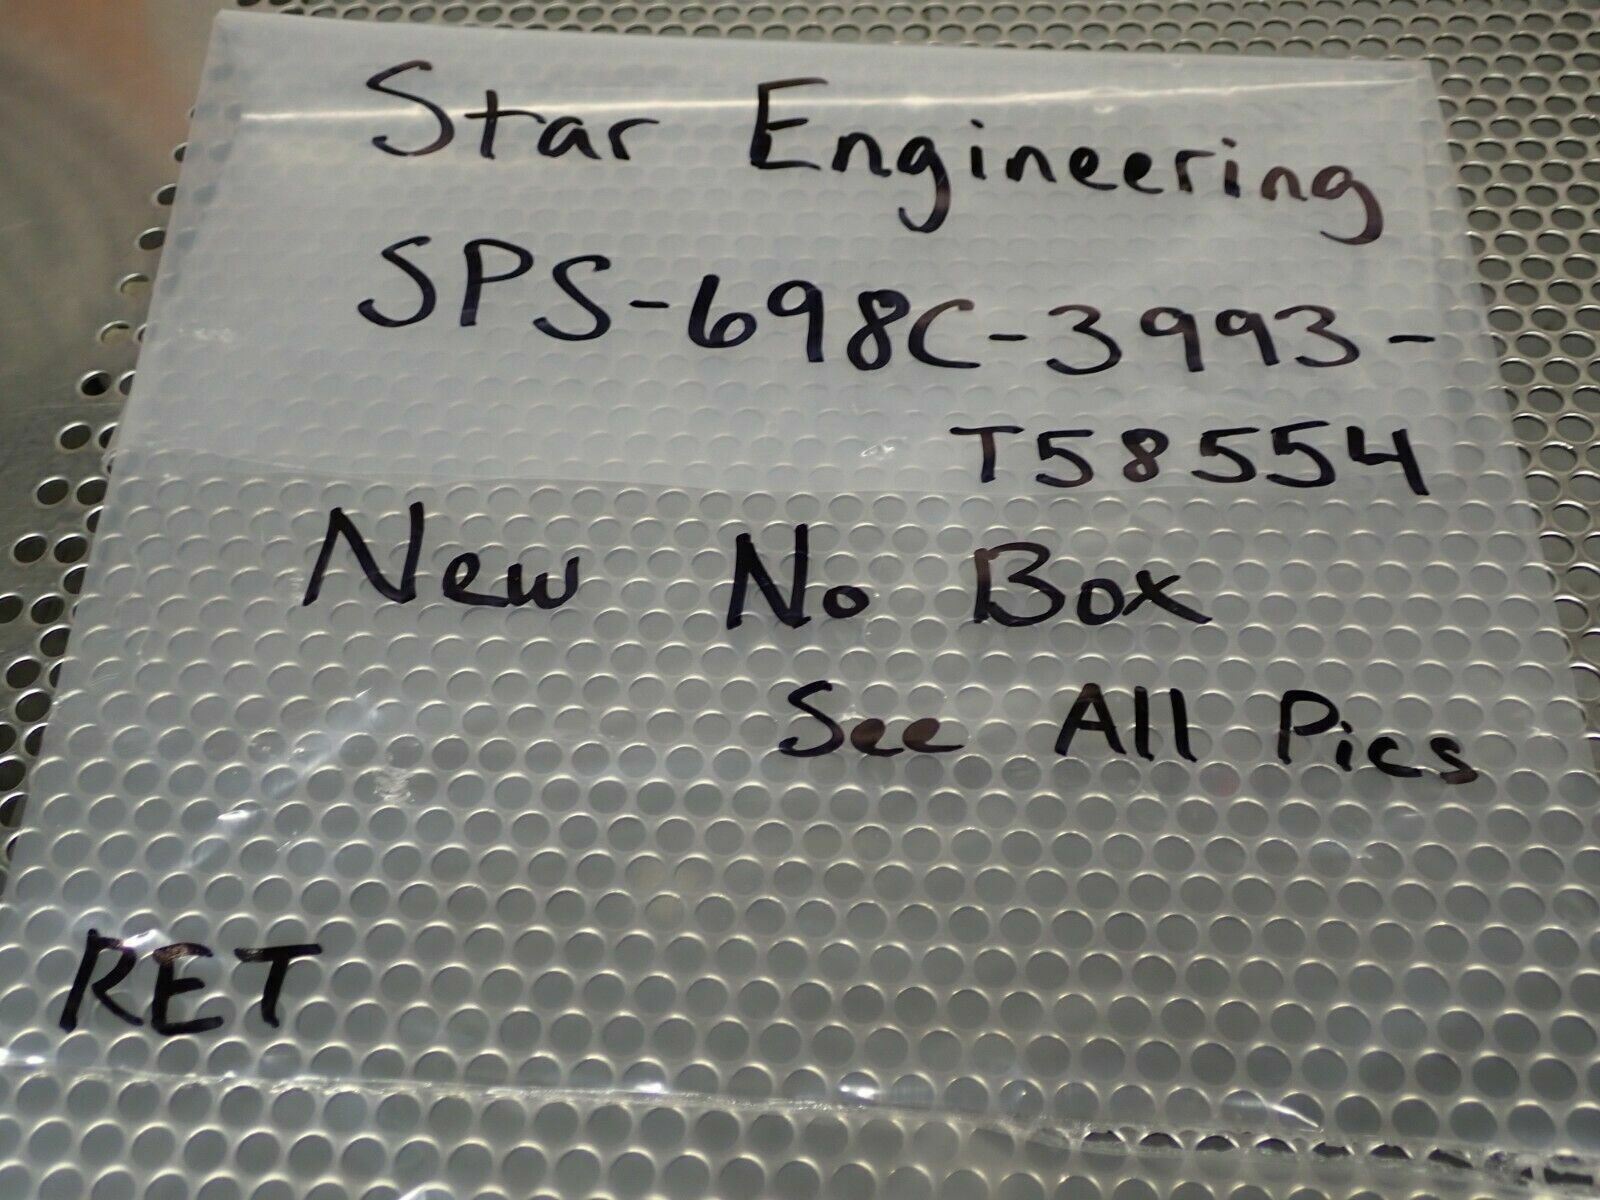 Star Engineering
SPS-698C-3993-
T58554
New No Box
See All Pics
RET